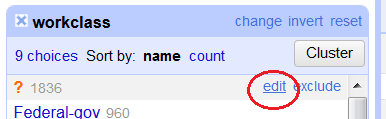 workclass change invert reset
9 choices Sort by: name count Cluster
? 1836 edit exclude
Federal-gov 960